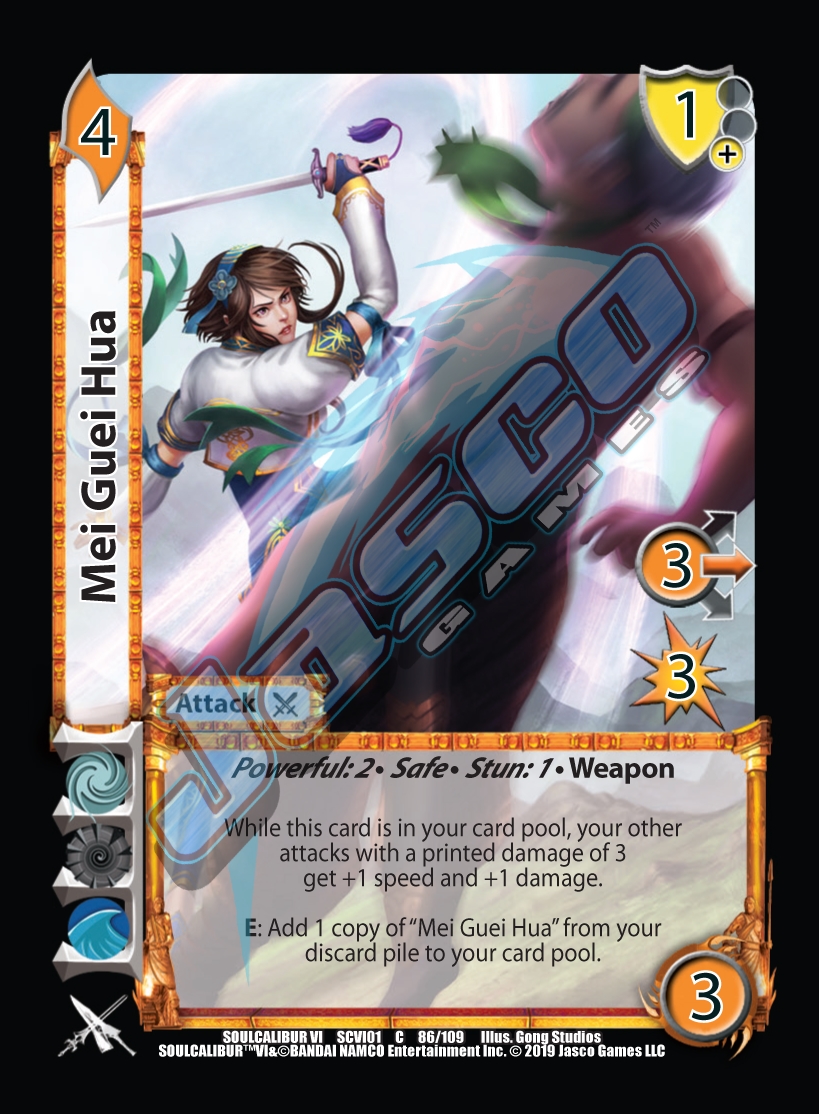 4
1
+
Mei Guei Hua
JASCO
GAMES
TM
3
3
Attack
Powerful: 2 • Safe • Stun: 1 • Weapon
While this card is in your card pool, your other
attacks with a printed damage of 3
get +1 speed and +1 damage.
E: Add 1 copy of “Mei Guei Hua” from your
discard pile to your card pool.
3
SOULCALIBUR VI SCVI01 C 86/109 Illus. Gong Studios
SOULCALIBUR™VI&©BANDAI NAMCO Entertainment Inc. © 2019 Jasco Games LLC